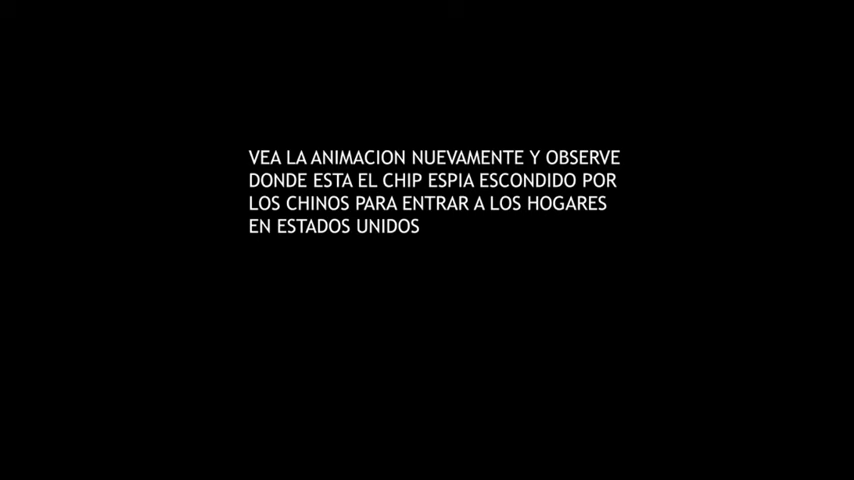 VEA LA ANIMACION NUEVAMENTE Y OBSERVE
DONDE ESTA EL CHIP ESPIA ESCONDIDO POR
LOS CHINOS PARA ENTRAR A LOS HOGARES
EN ESTADOS UNIDOS